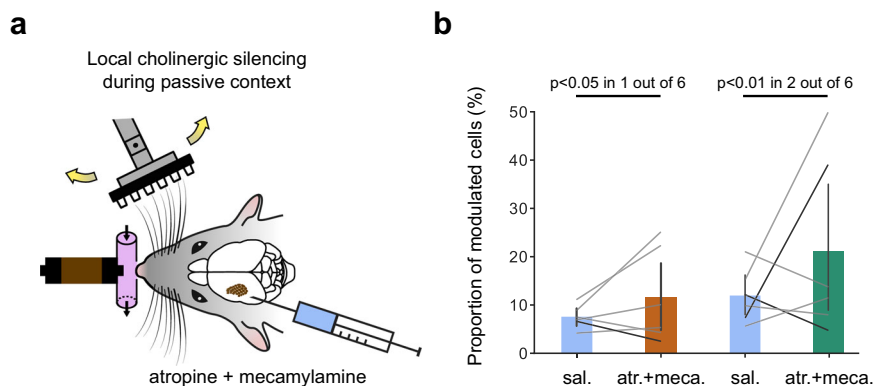 a
Local cholinergic silencing
during passive context
atropine + mecamylamine
b
p<0.05 in 1 out of 6
p<0.01 in 2 out of 6
Proportion of modulated cells (%)
50
40
30
20
10
0
sal.
atr.+meca.
sal.
atr.+meca.